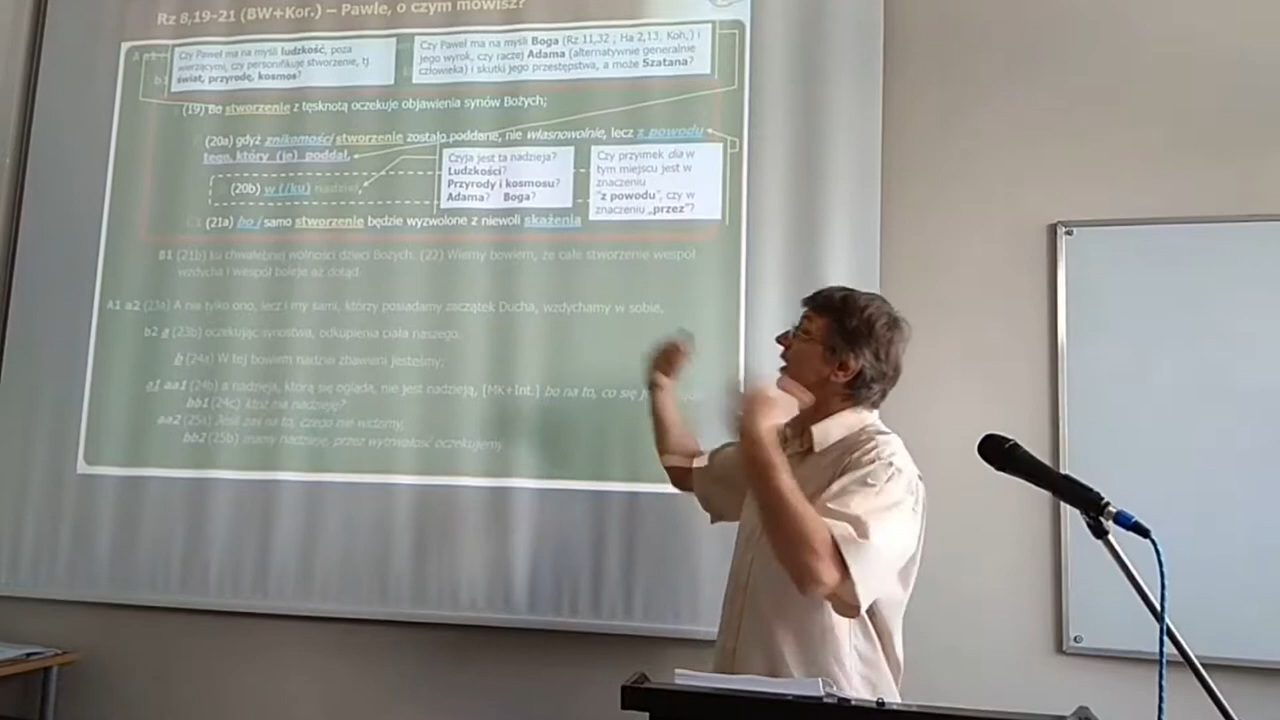 Rz 8,19-21 (BW+Kor.) – Pawle, o czym mówisz?
Czy Paweł ma na myśli ludzkość, poza
wierzącymi, czy personifikuje stworzenie, tj.
świat, przyrodę, kosmos?
Czy Paweł ma na myśli Boga (Rz 11,32 ; Ha 2,13, Koh,) i
jego wyrok, czy raczej Adama (alternatywnie generalnie
człowieka) i skutki jego przestępstwa, a może Szatana?
(19) Bo stworzenie z tęsknotą oczekuje objawienia synów Bożych;
(20a) gdyż znikomości stworzenie zostało poddane, nie własnowolnie, lecz z powodu
tego, który (je) poddał,
(20b) w (/ku) nadziei,
Czyja jest ta nadzieja?
Ludzkości?
Przyrody i kosmosu?
Adama? Boga?
Czy przyimek dia w
tym miejscu jest w
znaczeniu
"z powodu", czy w
znaczeniu „przez"?
(21a) bo i samo stworzenie będzie wyzwolone z niewoli skażenia
B1 (21b) ku chwalebnej wolności dzieci Bożych. (22) Wiemy bowiem, że całe stworzenie wespół
wzdycha i wespół boleje aż dotąd.
A1 a2 (23a) A nie tylko ono, lecz i my sami, którzy posiadamy zaczątek Ducha, wzdychamy w sobie,
b2 a (23b) oczekując synostwa, odkupienia ciała naszego.
b (24a) W tej bowiem nadziei zbawieni jesteśmy;
a1 aa1 (24b) a nadzieja, którą się ogląda, nie jest nadzieją, [MK+Int.] bo na to, co się
bb1 (24c) któż ma nadzieję?
aa2 (25a) Jeśli zaś na to, czego nie widzimy,
bb2 (25b) mamy nadzieję, przez wytrwałość oczekujemy.